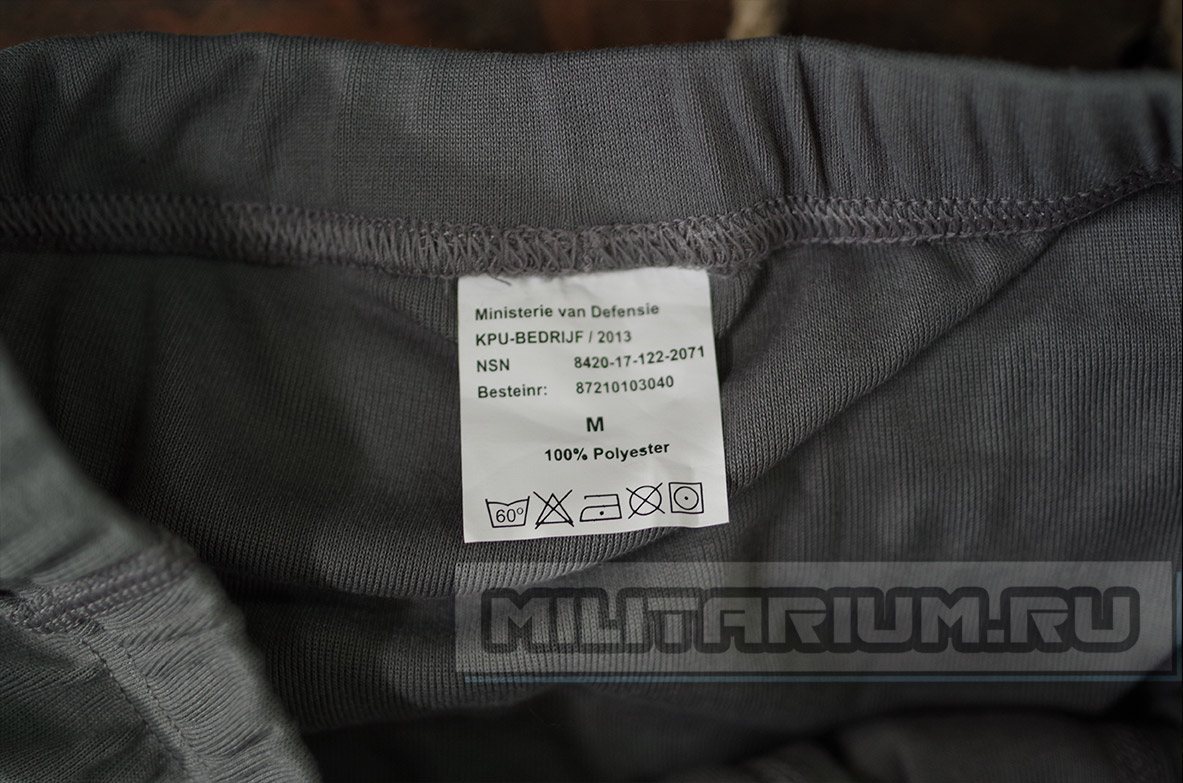 Ministerie van Defensie
KPU-BEDRIJF / 2013
NSN 8420-17-122-2071
Besteinr: 87210103040
M
100% Polyester
60°
MILITARIUM.RU